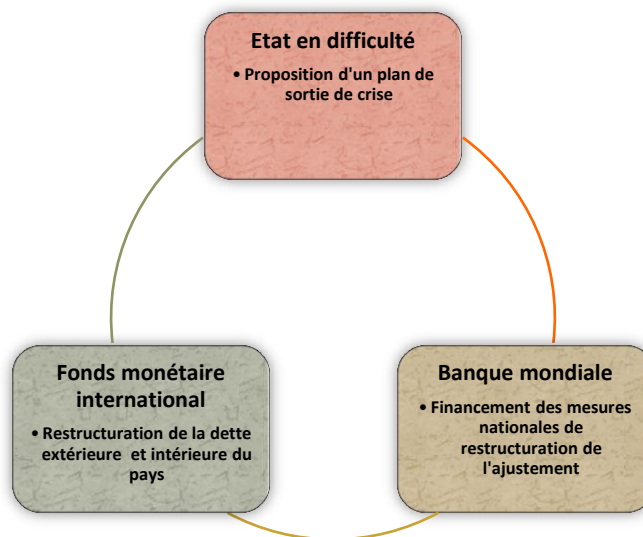 Etat en difficulté
• Proposition d'un plan de
sortie de crise
Fonds monétaire
international
• Restructuration de la dette
extérieure et intérieure du
pays
Banque mondiale
• Financement des mesures
nationales de
restructuration de
l'ajustement